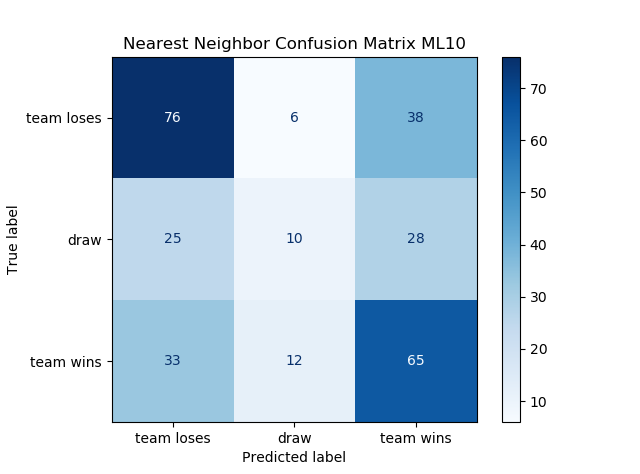 Nearest Neighbor Confusion Matrix ML10
team loses
76
6
38
70
60
50
True label
draw
25
10
28
40
30
team wins
33
12
65
20
10
team loses
draw
team wins
Predicted label